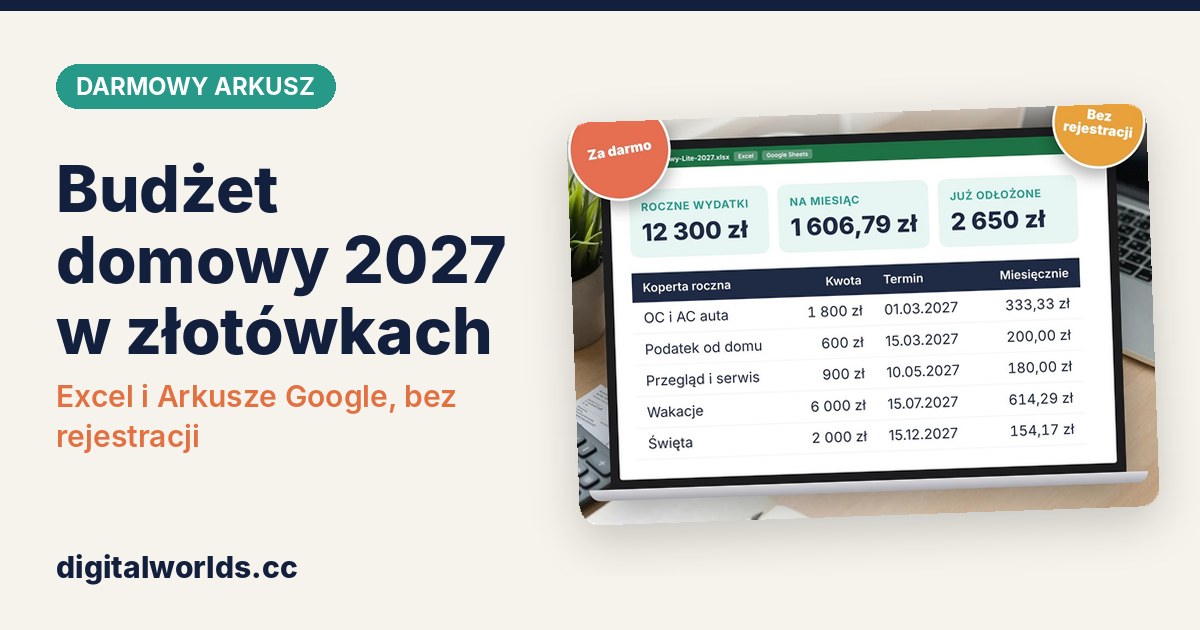 DARMOWY ARKUSZ
Budżet
domowy 2027
w złotówkach
Excel i Arkusze Google, bez
rejestracji
digitalworlds.cc
Za darmo
Bez
rejestracji
wy-Lite-2027.xlsx Excel Google Sheets
ROCZNE WYDATKI
12 300 zł
NA MIESIĄC
1 606,79 zł
JUŻ ODŁOŻONE
2 650 zł
Koperta roczna Kwota Termin Miesięcznie
OC i AC auta 1 800 zł 01.03.2027 333,33 zł
Podatek od domu 600 zł 15.03.2027 200,00 zł
Przegląd i serwis 900 zł 10.05.2027 180,00 zł
Wakacje 6 000 zł 15.07.2027 614,29 zł
Święta 2 000 zł 15.12.2027 154,17 zł